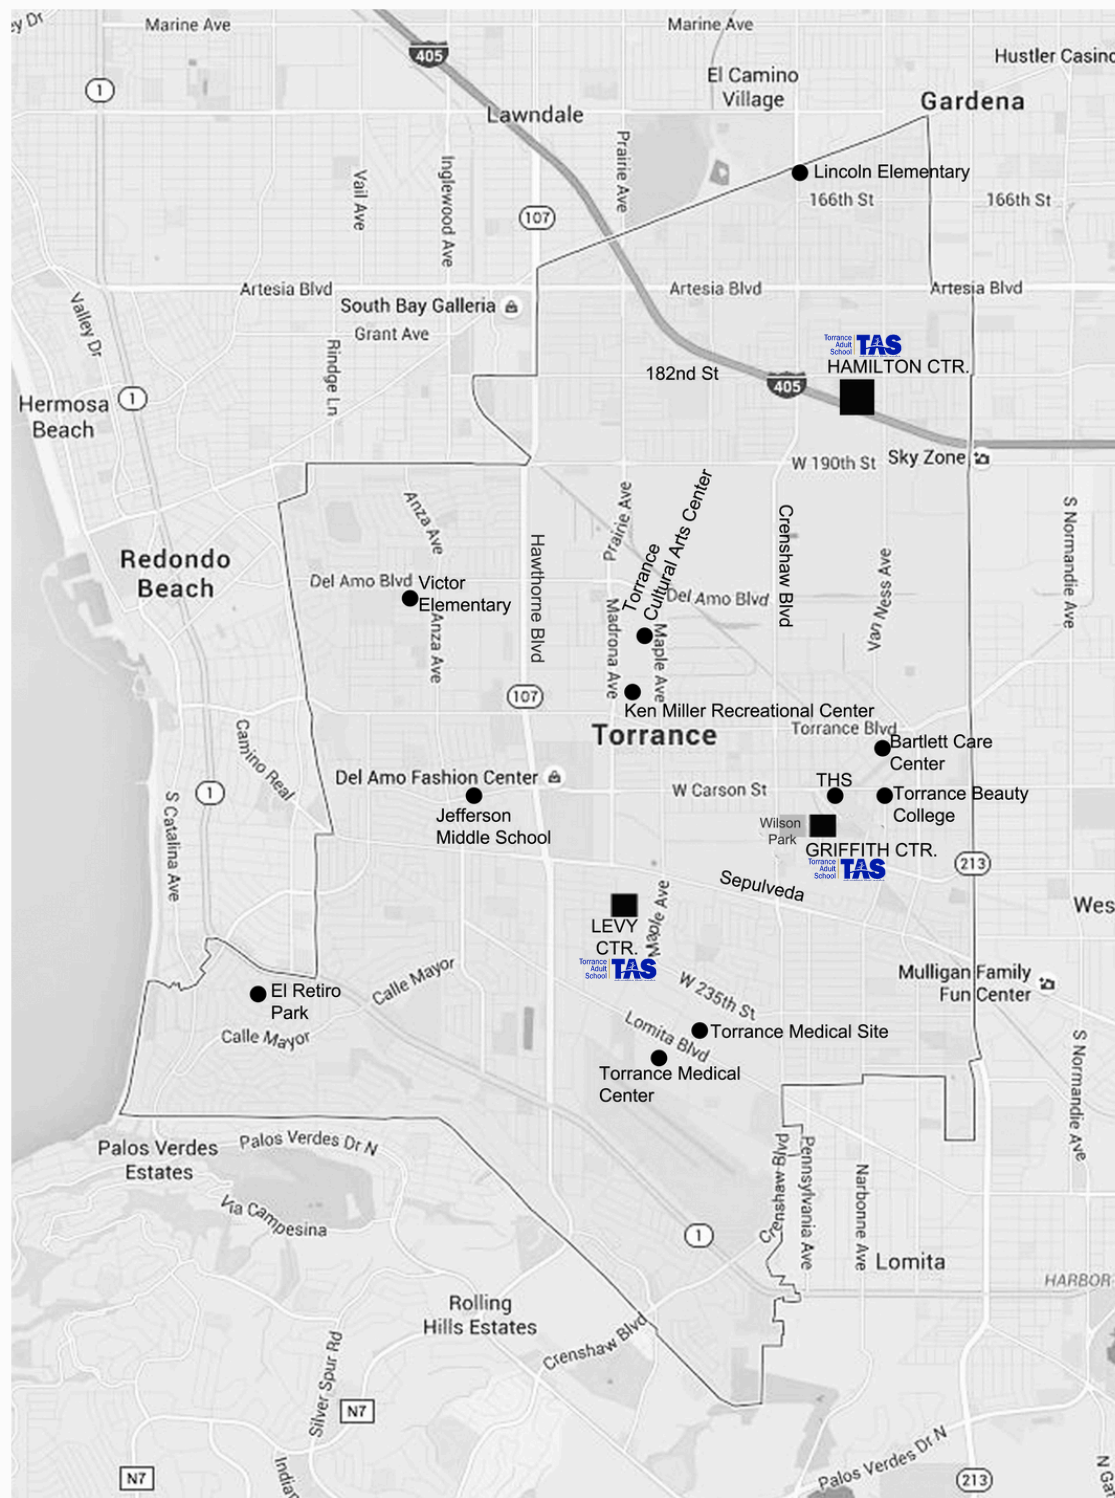 ey Dr
Marine Ave
Marine Ave
405
Hustler Casino
El Camino
Village
1
Gardena
Lawndale
Prairie Ave
Lincoln Elementary
Vail Ave
Inglewood Ave
166th St
166th St
107
Artesia Blvd
Artesia Blvd
Artesia Blvd
South Bay Galleria
Valley Dr
Grant Ave
Torrance
Adult
School
TAS
HAMILTON CTR.
Rindge Ln
182nd St
405
1
Hermosa
Beach
W 190th St
Sky Zone
Anza Ave
Prairie Ave
Torrance
Cultural Arts Center
Crenshaw Blvd
S Normandie Ave
Redondo
Beach
Hawthorne Blvd
Van Ness Ave
Del Amo Blvd
Victor
Elementary
Del Amo Blvd
Anza Ave
Madrona Ave
Maple Ave
107
Ken Miller Recreational Center
Torrance
Torrance Blvd
Bartlett Care
Center
Camino Real
Del Amo Fashion Center
1
W Carson St
THS
Torrance Beauty
College
Jefferson
Middle School
S Catalina Ave
Wilson
Park
GRIFFITH CTR.
Torrance
Adult
School
TAS
213
Sepulveda
Wes
LEVY
CTR.
Maple Ave
Torrance
Adult
School
TAS
Calle Mayor
W 235th St
Mulligan Family
Fun Center
El Retiro
Park
Calle Mayor
Lomita Blvd
Torrance Medical Site
Torrance Medical
Center
S Normandie Ave
Palos Verdes
Estates
Palos Verdes Dr N
Crenshaw Blvd
Pennsylvania Ave
Narbonne Ave
Via Campesina
1
Lomita
HARBOR
Rolling
Hills Estates
Crenshaw Blvd
Silver Spur Rd
N7
Palos Verdes Dr N
N7
Indian
213
N Ga